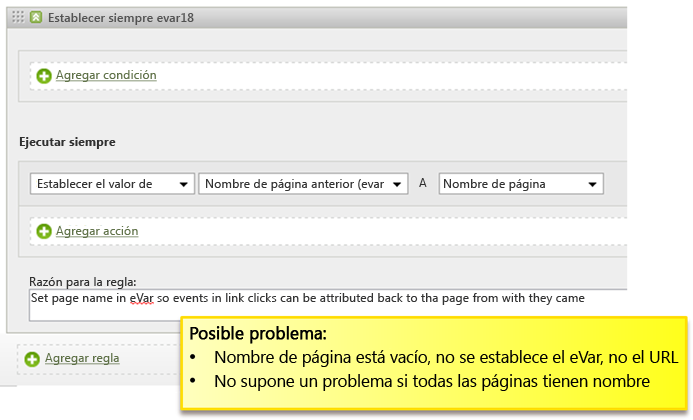 Establecer siempre evar18
Agregar condición
Ejecutar siempre
Establecer el valor de Nombre de página anterior (evar A Nombre de página
Agregar acción
Razón para la regla:
Set page name in eVar so events in link clicks can be attributed back to tha page from with they came
Agregar regla
Posible problema:
• Nombre de página está vacío, no se establece el eVar, no el URL
• No supone un problema si todas las páginas tienen nombre